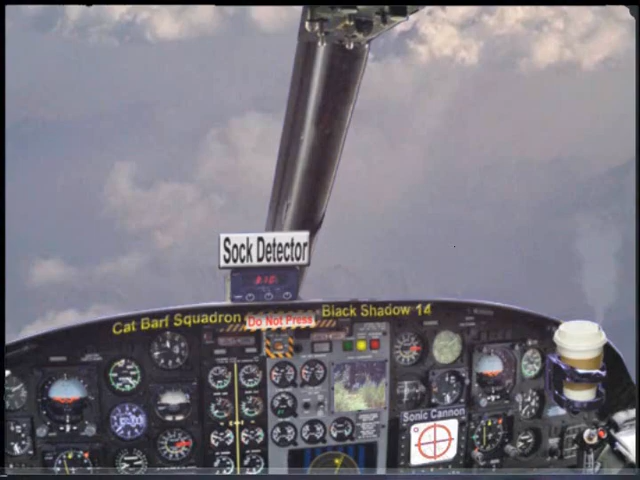 Sock Detector
Cat Barf Squadron
Do Not Press
Black Shadow 14
Sonic Cannon